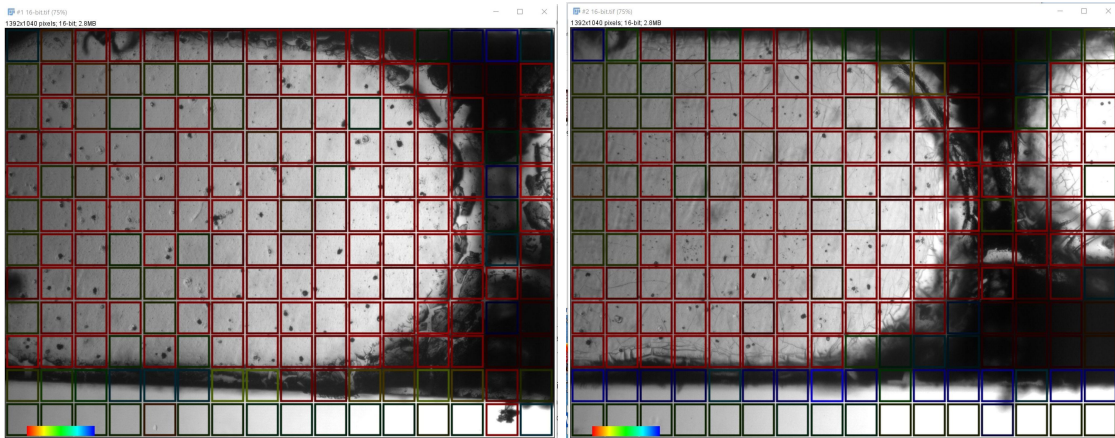 #1 16-bit.tif (75%)
1392x1040 pixels; 16-bit; 2.8MB
#2 16-bit.tif (75%)
1392x1040 pixels; 16-bit; 2.8MB